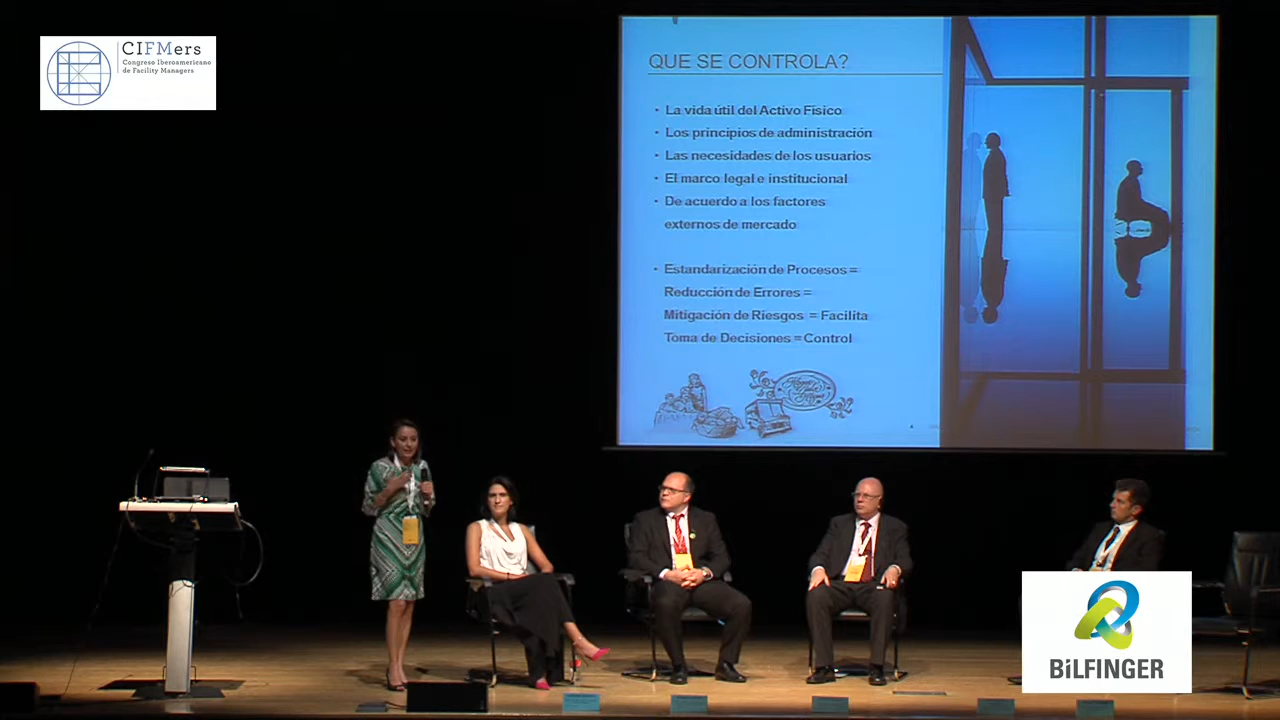 CIFMers
Congreso Iberoamericano
de Facility Managers
QUE SE CONTROLA?
• La vida útil del Activo Físico
• Los principios de administración
• Las necesidades de los usuarios
• El marco legal e institucional
• De acuerdo a los factores
externos de mercado
• Estandarización de Procesos =
Reducción de Errores =
Mitigación de Riesgos = Facilita
Toma de Decisiones = Control
BiLFINGER